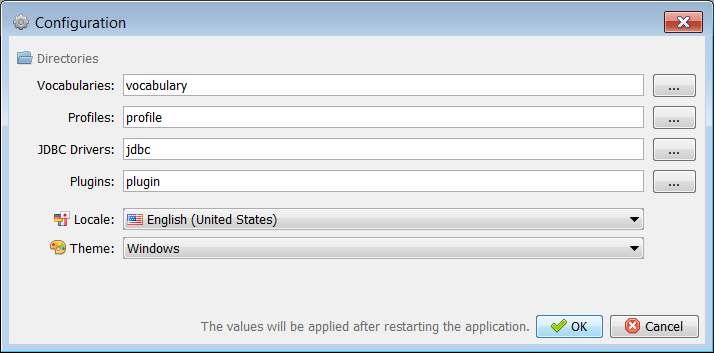 Configuration
Directories
Vocabularies: vocabulary ...
Profiles: profile ...
JDBC Drivers: jdbc ...
Plugins: plugin ...
Locale: English (United States)
Theme: Windows
The values will be applied after restarting the application. OK Cancel